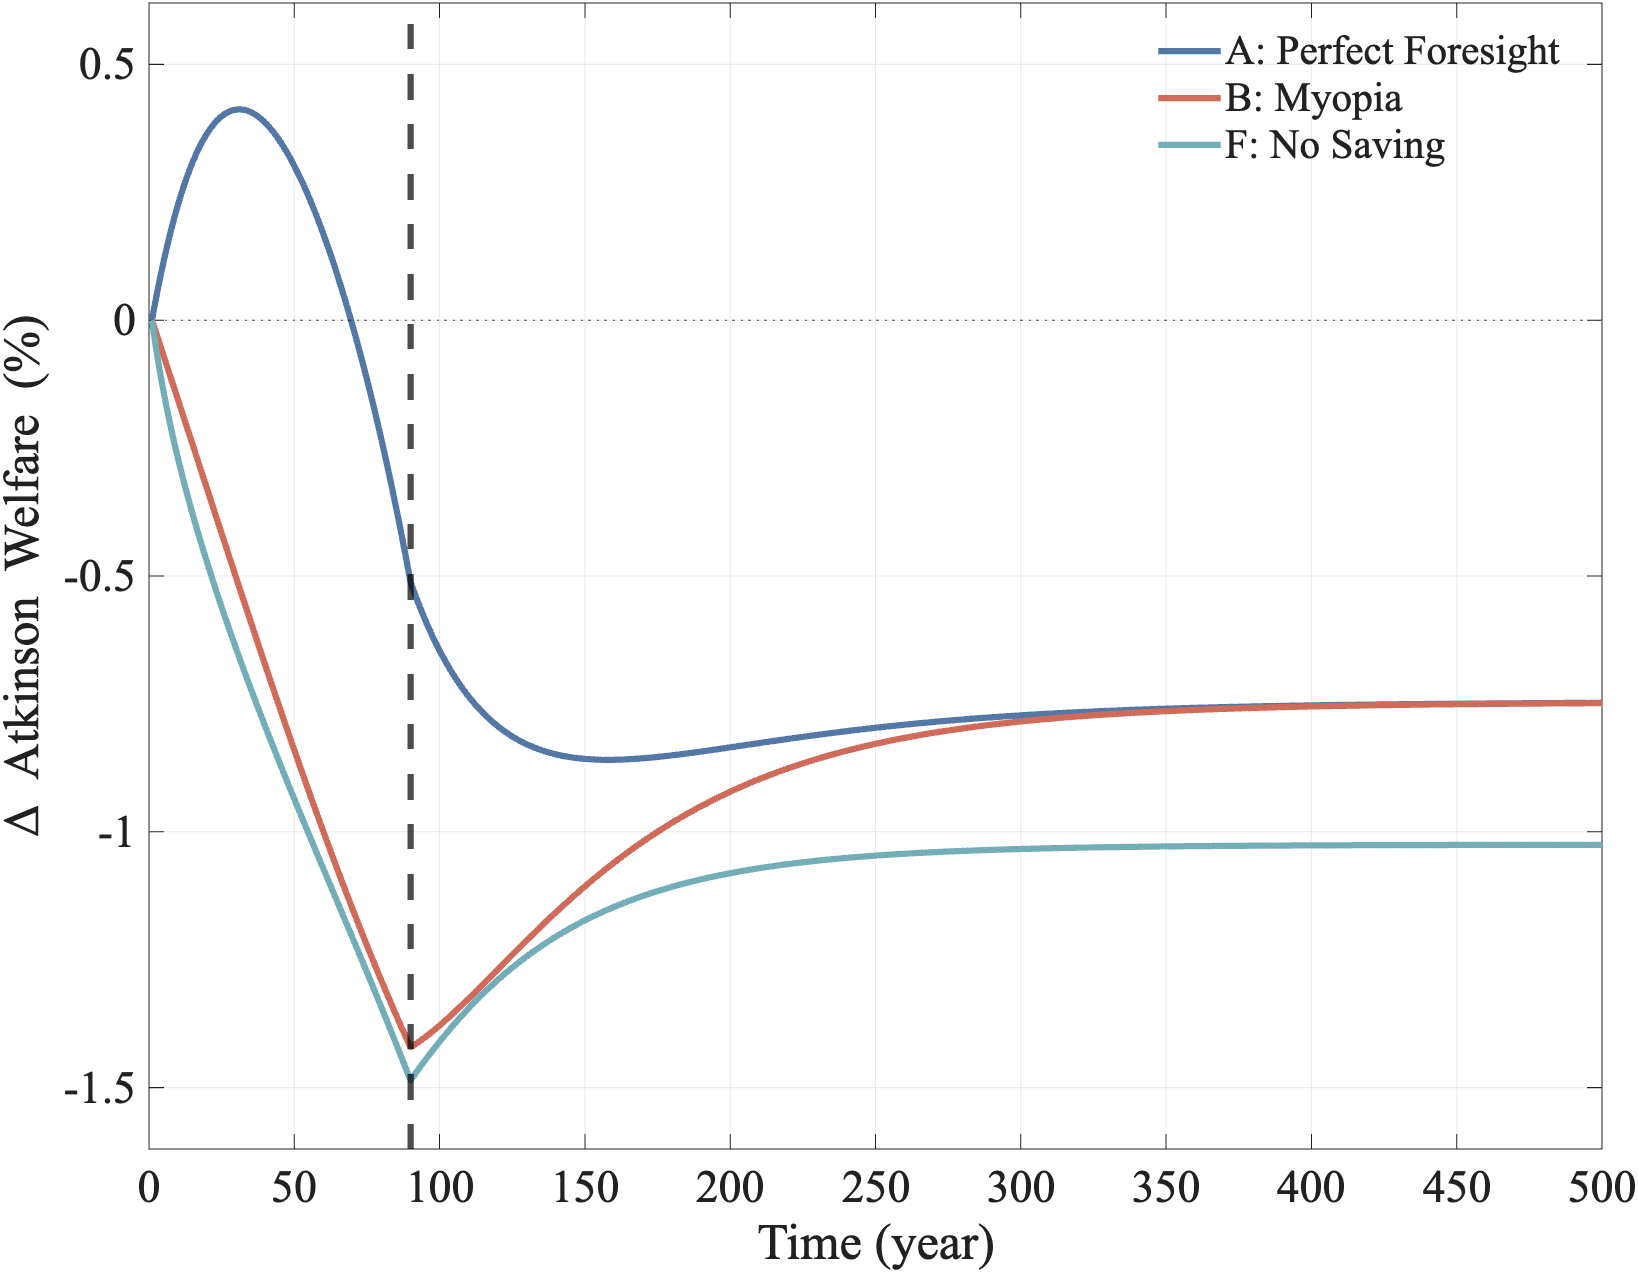 A: Perfect Foresight
B: Myopia
F: No Saving
0.5
0
-0.5
-1
-1.5
Δ Atkinson Welfare (%)
0 50 100 150 200 250 300 350 400 450 500
Time (year)